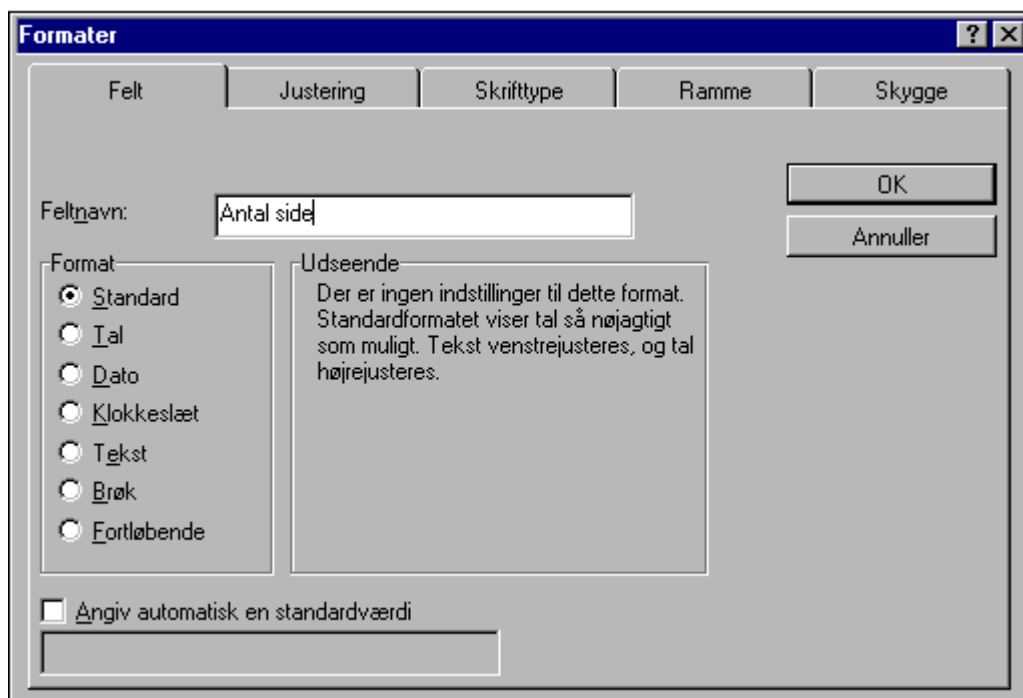 Formater
Felt Justering Skrifttype Ramme Skygge
OK
Feltnavn: Antal side
Annuller
Format
Standard
Tal
Dato
Klokkeslæt
Tekst
Brøk
Fortløbende
Udseende
Der er ingen indstillinger til dette format.
Standardformatet viser tal så nøjagtigt
som muligt. Tekst venstrejusteres, og tal
højrejusteres.
Angiv automatisk en standardværdi